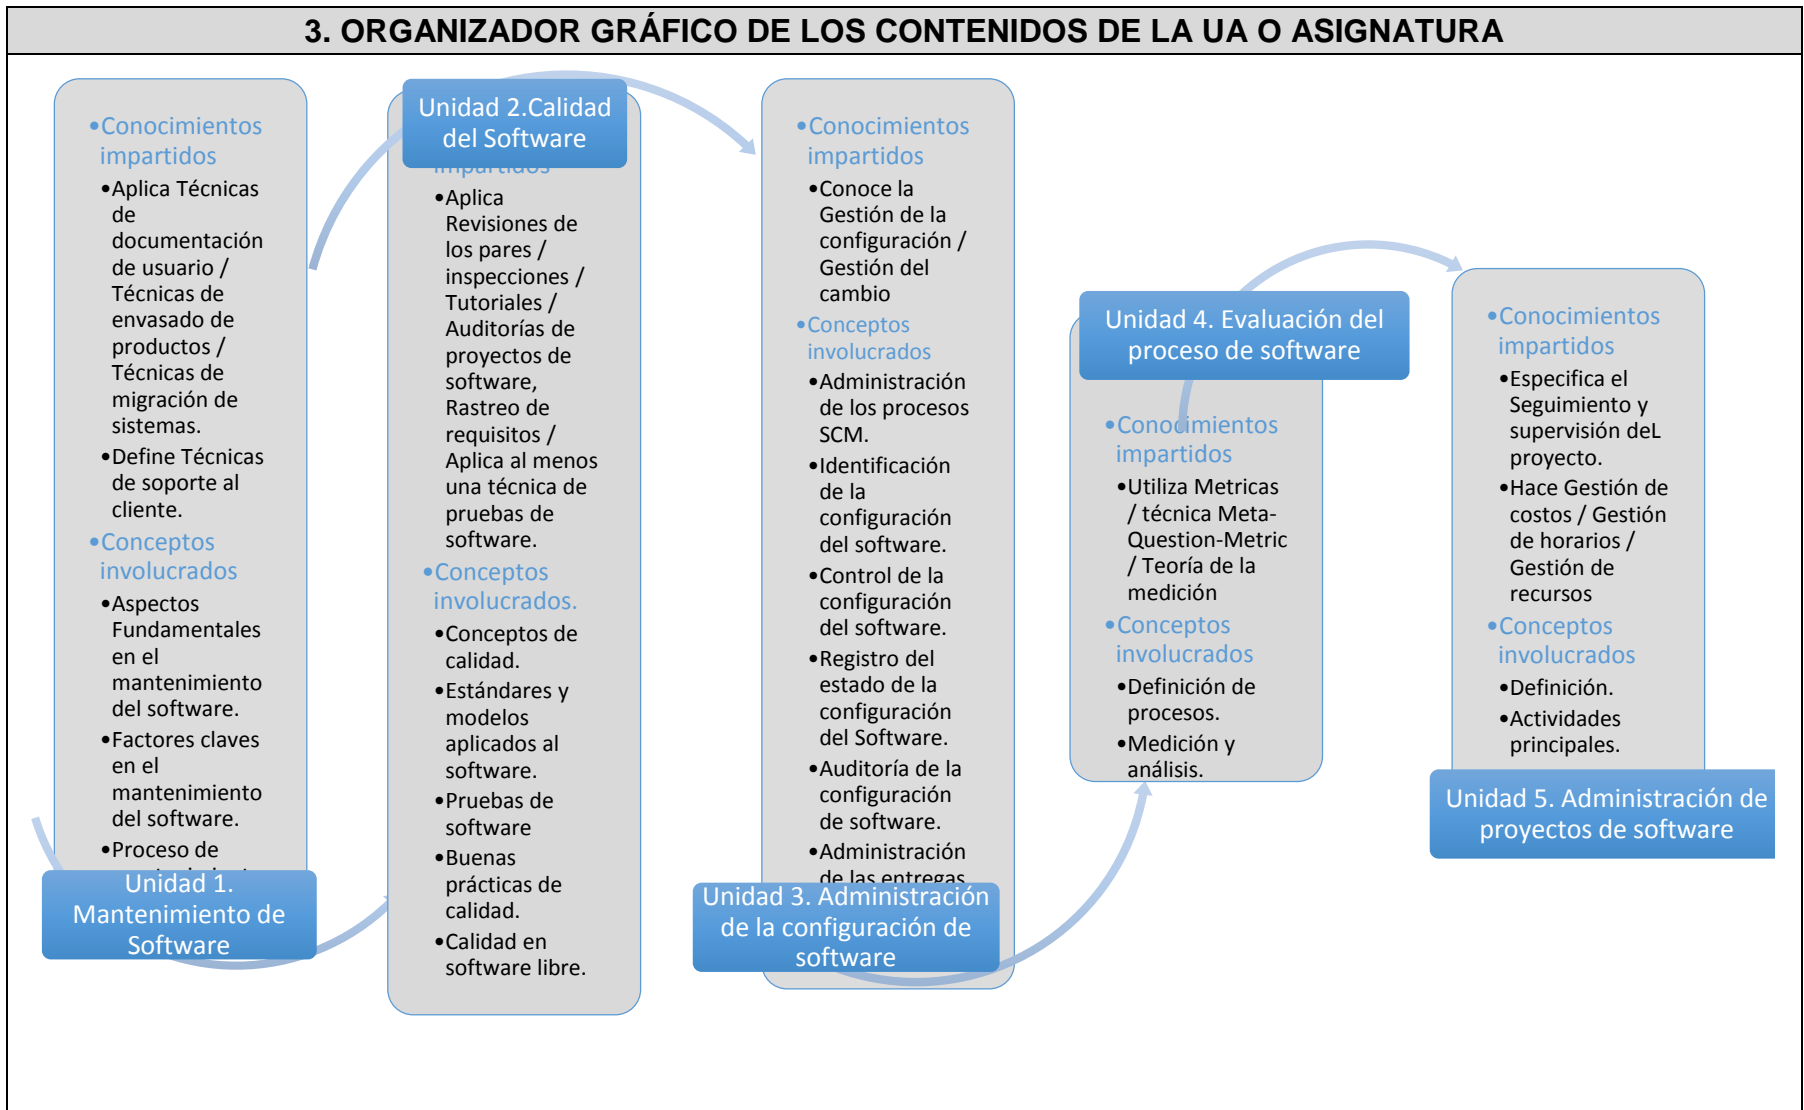 3. ORGANIZADOR GRÁFICO DE LOS CONTENIDOS DE LA UA O ASIGNATURA
•Conocimientos
impartidos
•Aplica Técnicas
de
documentación
de usuario /
Técnicas de
envasado de
productos /
Técnicas de
migración de
sistemas.
•Define Técnicas
de soporte al
cliente.
•Conceptos
involucrados
•Aspectos
Fundamentales
en el
mantenimiento
del software.
•Factores claves
en el
mantenimiento
del software.
•Proceso de
Unidad 1.
Mantenimiento de
Software
Unidad 2.Calidad
del Software
impartidos
•Aplica
Revisiones de
los pares /
inspecciones /
Tutoriales /
Auditorías de
proyectos de
software,
Rastreo de
requisitos /
Aplica al menos
una técnica de
pruebas de
software.
•Conceptos
involucrados.
•Conceptos de
calidad.
•Estándares y
modelos
aplicados al
software.
•Pruebas de
software
•Buenas
prácticas de
calidad.
•Calidad en
software libre.
•Conocimientos
impartidos
•Conoce la
Gestión de la
configuración /
Gestión del
cambio
•Conceptos
involucrados
•Administración
de los procesos
SCM.
•Identificación
de la
configuración
del software.
•Control de la
configuración
del software.
•Registro del
estado de la
configuración
del Software.
•Auditoría de la
configuración
de software.
•Administración
de las entregas
Unidad 3. Administración
de la configuración de
software
Unidad 4. Evaluación del
proceso de software
•Conocimientos
impartidos
•Utiliza Metricas
/ técnica Meta-
Question-Metric
/ Teoría de la
medición
•Conceptos
involucrados
•Definición de
procesos.
•Medición y
análisis.
•Conocimientos
impartidos
•Especifica el
Seguimiento y
supervisión deL
proyecto.
•Hace Gestión de
costos / Gestión
de horarios /
Gestión de
recursos
•Conceptos
involucrados
•Definición.
•Actividades
principales.
Unidad 5. Administración de
proyectos de software